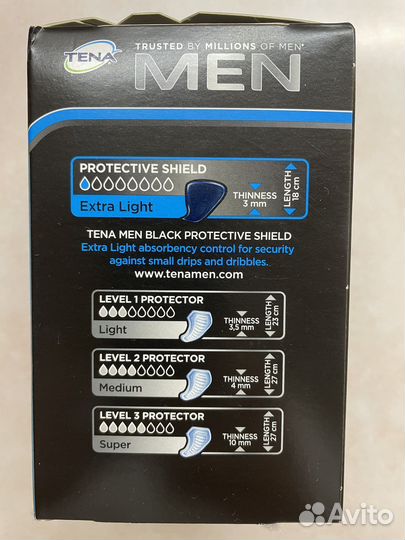 TENA
TRUSTED BY MILLIONS OF MEN*
MEN
PROTECTIVE SHIELD
Extra Light
THINNESS
3 mm
LENGTH
18 cm
TENA MEN BLACK PROTECTIVE SHIELD
Extra Light absorbency control for security
against small drips and dribbles.
www.tenamen.com
LEVEL 1 PROTECTOR
Light
THINNESS
3,5 mm
LENGTH
23 cm
LEVEL 2 PROTECTOR
Medium
THINNESS
4 mm
LENGTH
27 cm
LEVEL 3 PROTECTOR
Super
THINNESS
10 mm
LENGTH
27 cm
Avito